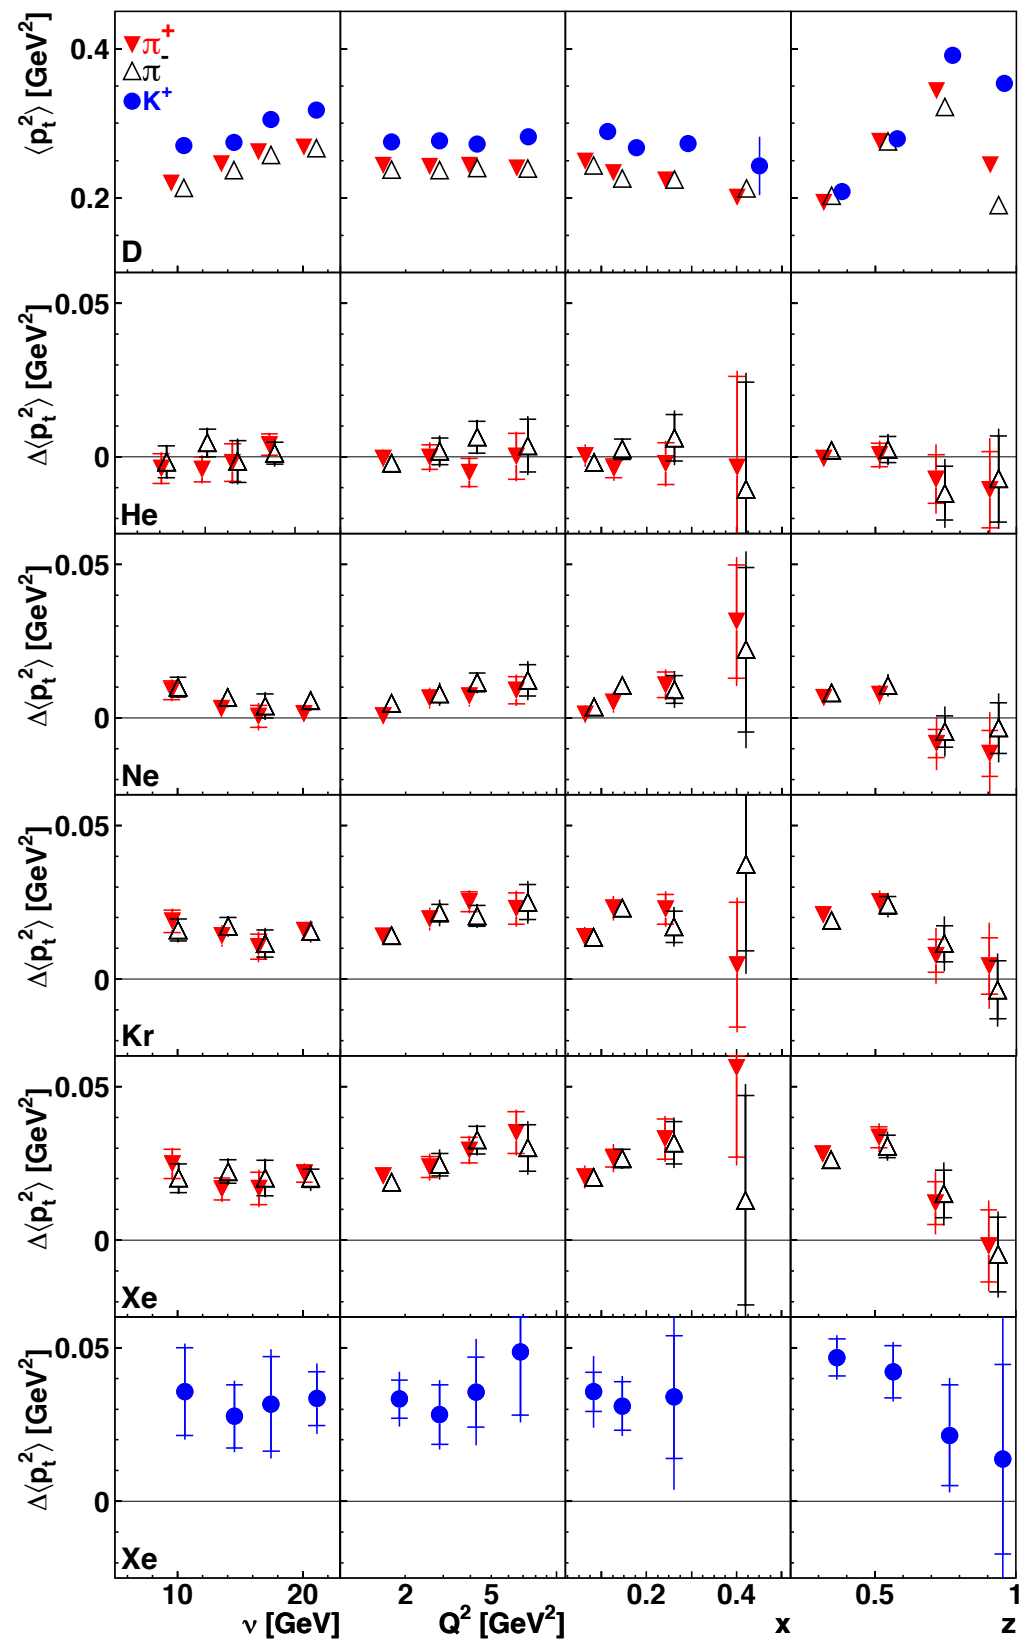 ⟨p_t^2⟩ [GeV^2]
0.4
0.2
π^+
π^-
K^+
D
Δ⟨p_t^2⟩ [GeV^2]
0.05
0
He
Δ⟨p_t^2⟩ [GeV^2]
0.05
0
Ne
Δ⟨p_t^2⟩ [GeV^2]
0.05
0
Kr
Δ⟨p_t^2⟩ [GeV^2]
0.05
0
Xe
Δ⟨p_t^2⟩ [GeV^2]
0.05
0
Xe
10 20 2 5 0.2 0.4 0.5 1
ν [GeV] Q^2 [GeV^2] x z